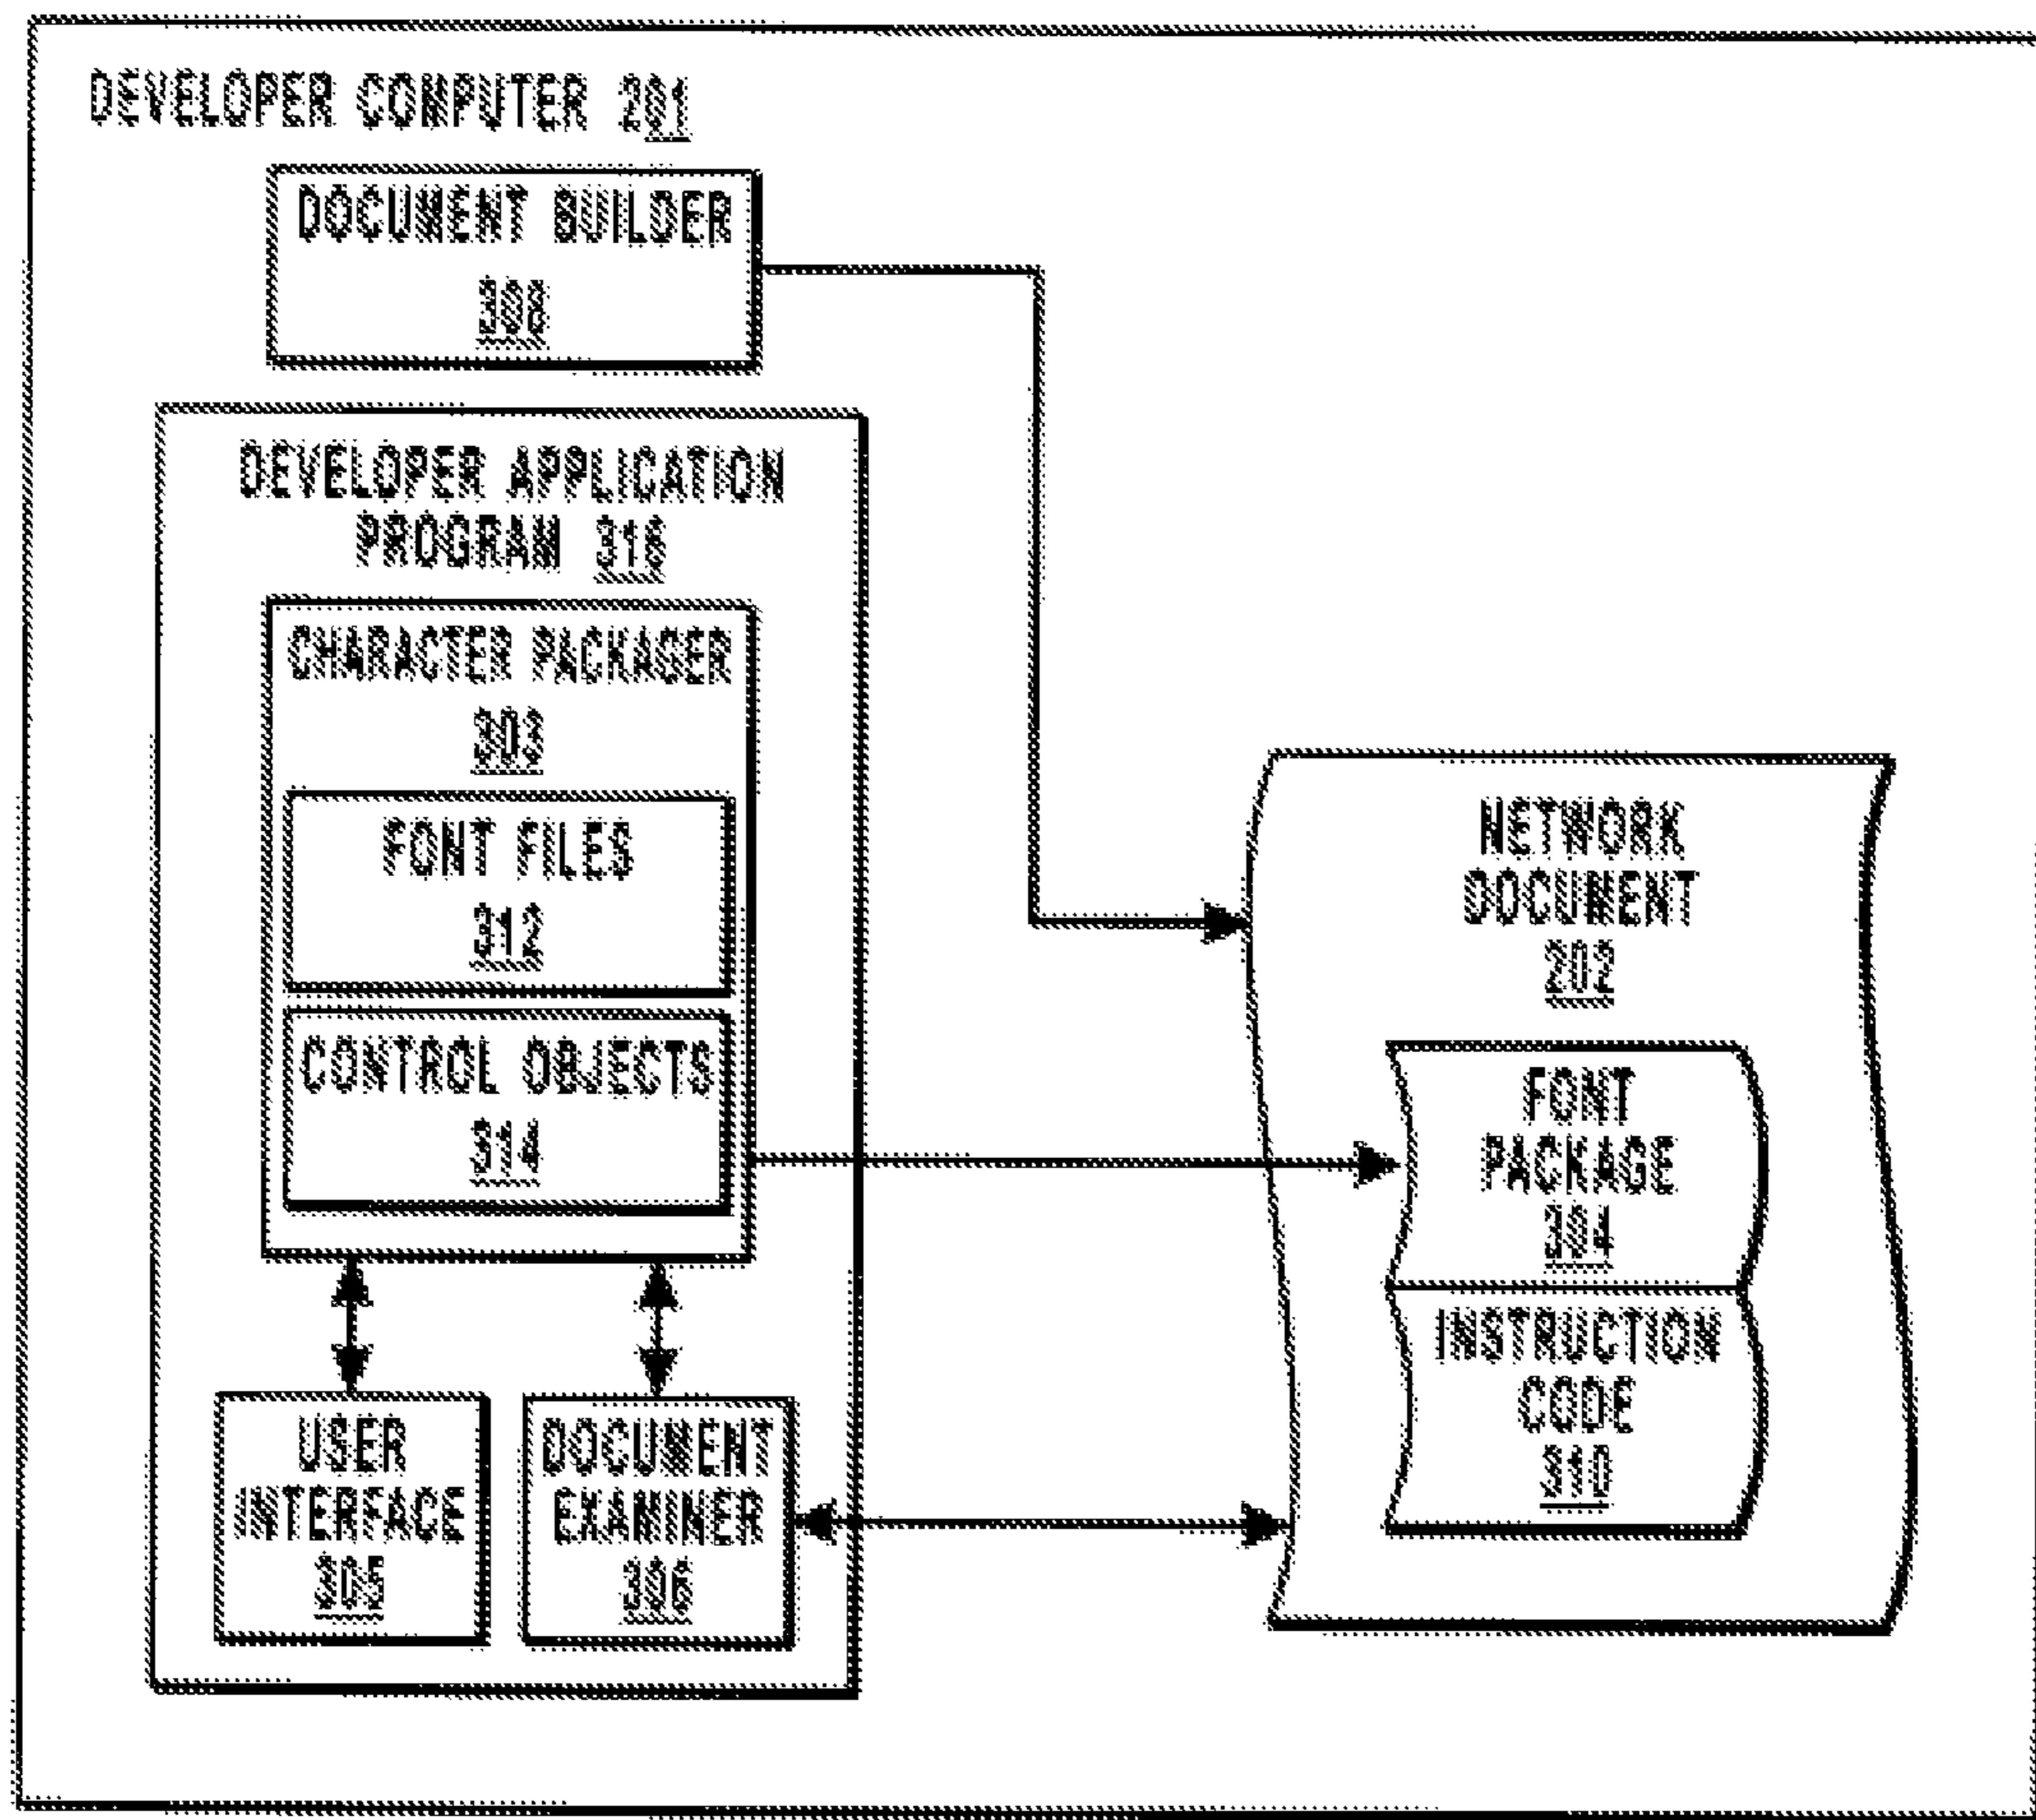 DEVELOPER COMPUTER 201
DOCUMENT BUILDER
308
DEVELOPER APPLICATION
PROGRAM 316
CHARACTER PACKAGER
302
FONT FILES
312
CONTROL OBJECTS
314
USER
INTERFACE
305
DOCUMENT
EXAMINER
306
NETWORK
DOCUMENT
202
FONT
PACKAGE
304
INSTRUCTION
CODE
310